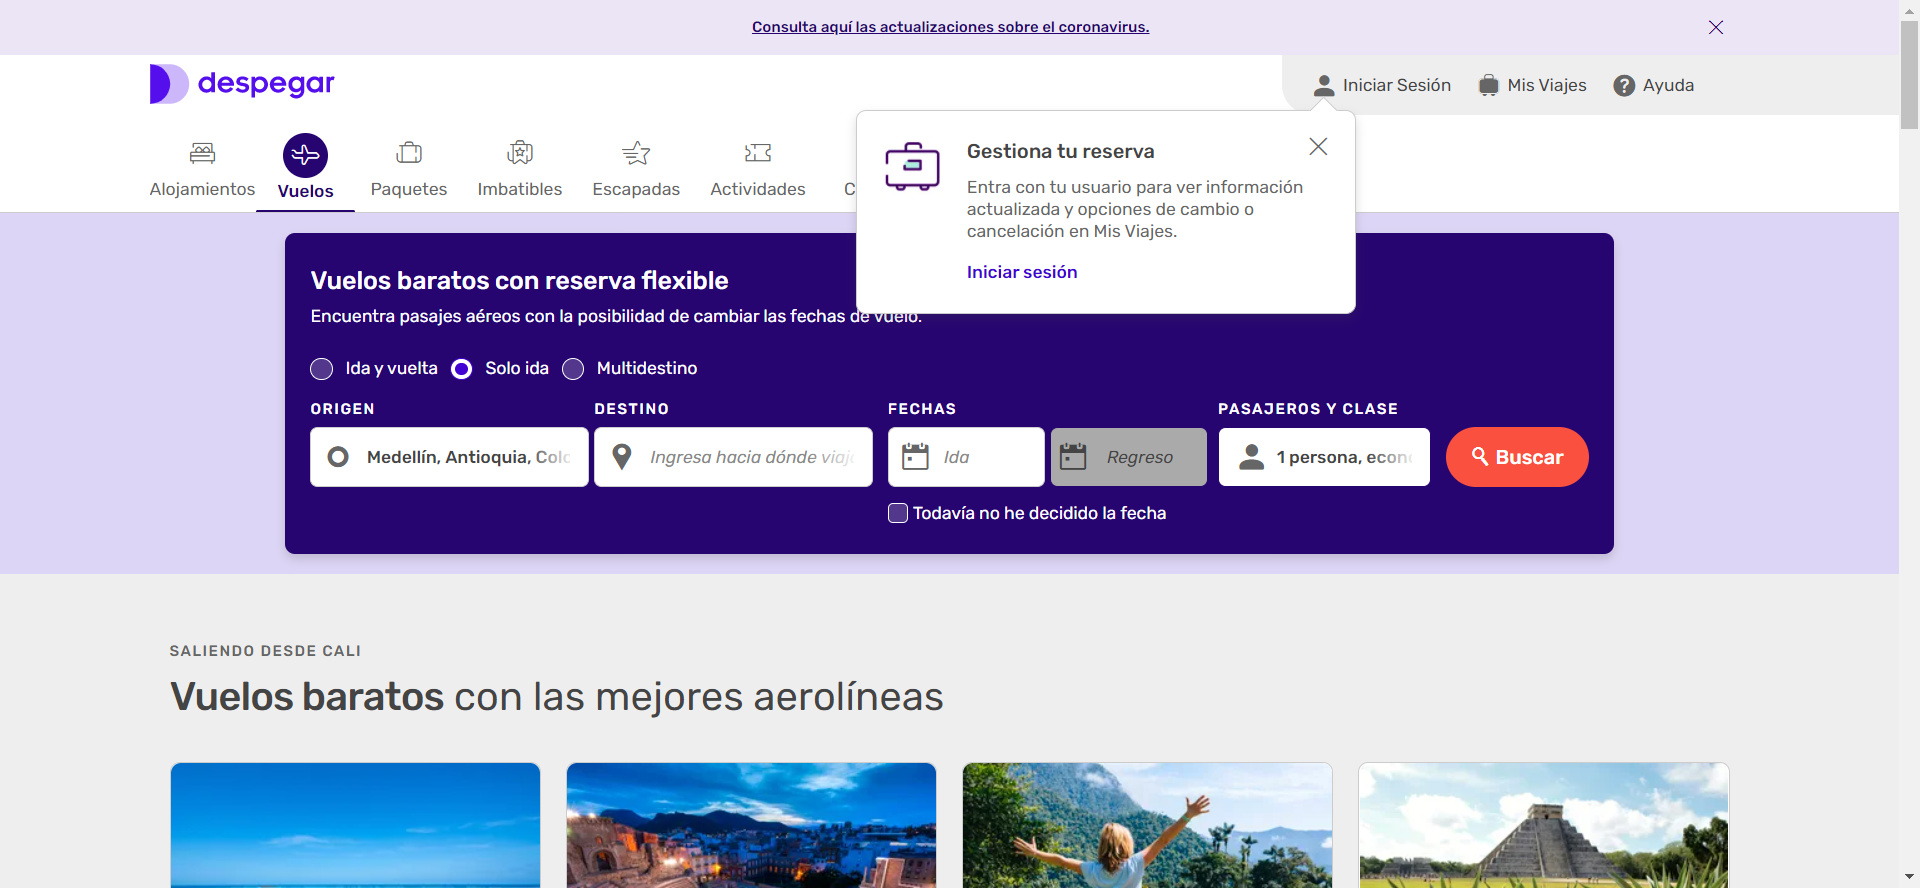 Consulta aquí las actualizaciones sobre el coronavirus.
despegar
Iniciar Sesión
Mis Viajes
Ayuda
Alojamientos
Vuelos
Paquetes
Imbatibles
Escapadas
Actividades
C
Gestiona tu reserva
Entra con tu usuario para ver información
actualizada y opciones de cambio o
cancelación en Mis Viajes.
Iniciar sesión
Vuelos baratos con reserva flexible
Encuentra pasajes aéreos con la posibilidad de cambiar las fechas de vuelo.
Ida y vuelta
Solo ida
Multidestino
ORIGEN
DESTINO
FECHAS
PASAJEROS Y CLASE
Medellín, Antioquia, Colo
Ingresa hacia dónde viaj
Ida
Regreso
1 persona, econ
Buscar
Todavía no he decidido la fecha
SALIENDO DESDE CALI
Vuelos baratos con las mejores aerolíneas